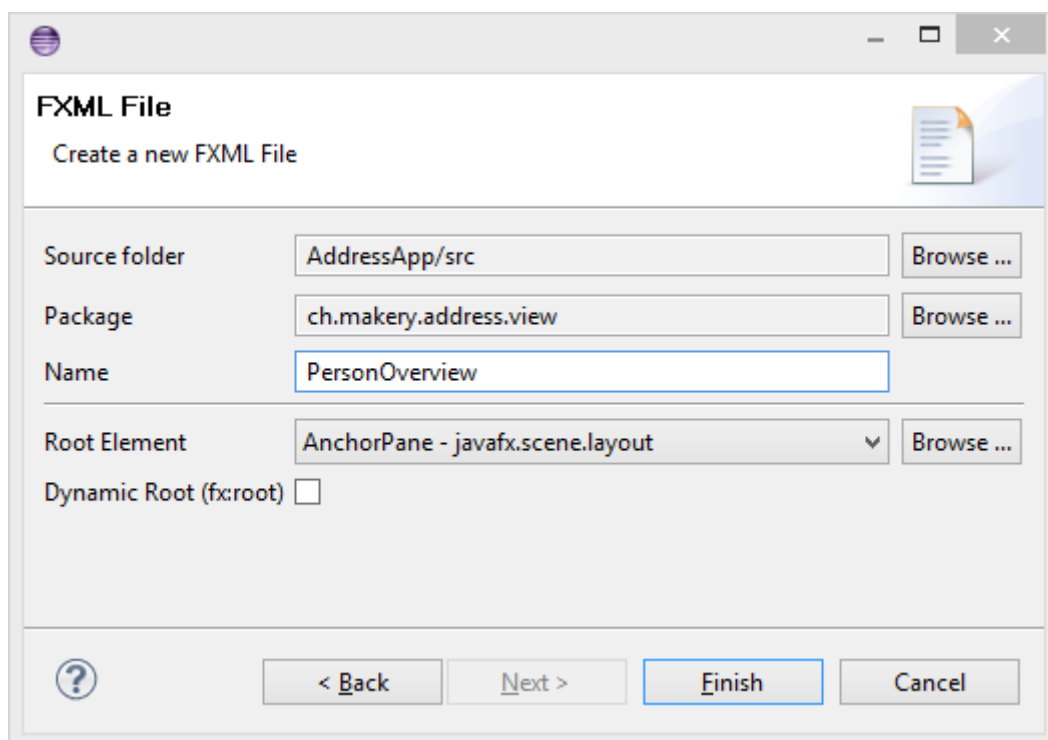 FXML File
Create a new FXML File
Source folder AddressApp/src Browse ...
Package ch.makery.address.view Browse ...
Name PersonOverview
Root Element AnchorPane - javafx.scene.layout Browse ...
Dynamic Root (fx:root)
? < Back Next > Finish Cancel